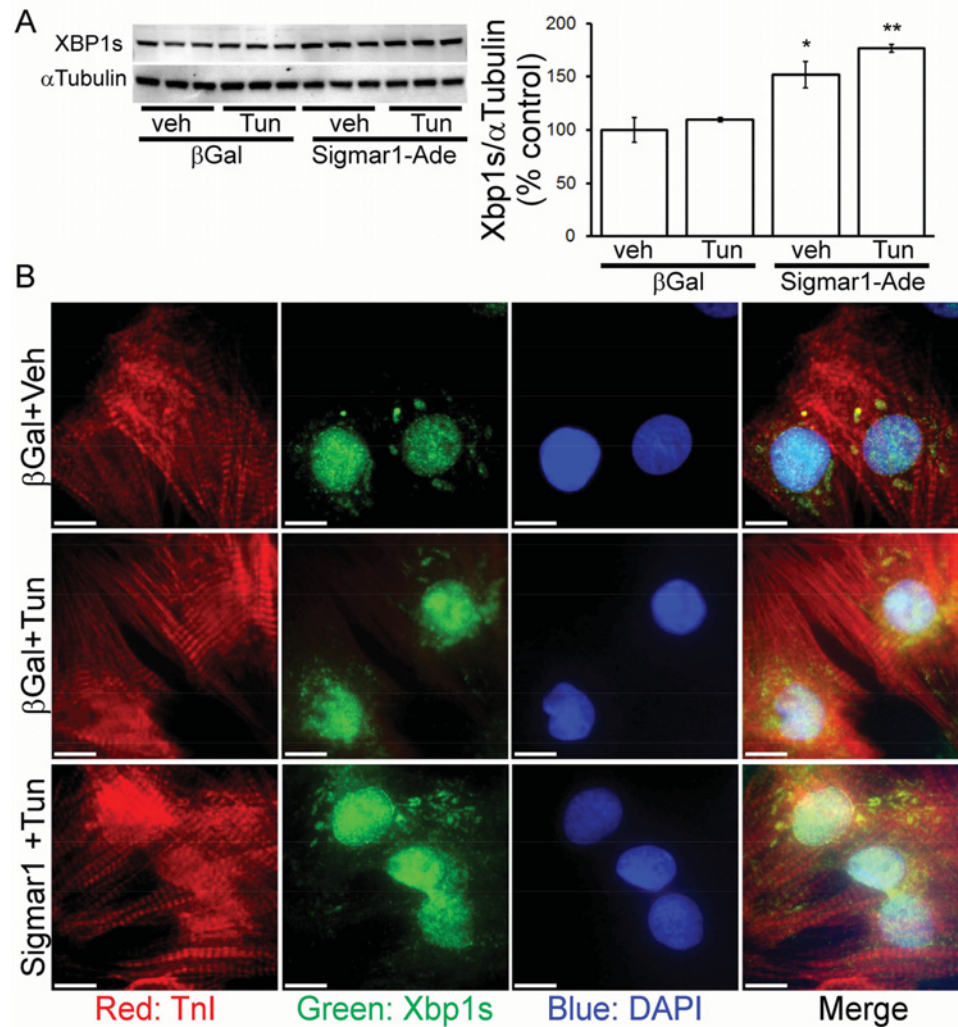 A
XBP1s
αTubulin
veh Tun veh Tun
βGal Sigmar1-Ade
Xbp1s/αTubulin
(% control)
200
150
100
50
0
* **
veh Tun veh Tun
βGal Sigmar1-Ade
B
βGal+Veh
βGal+Tun
Sigmar1 +Tun
Red: TnI Green: Xbp1s Blue: DAPI Merge